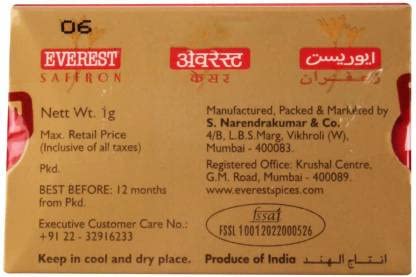 06
EVEREST
SAFFRON
एवरेस्ट
केसर
ايوريست
زعفران
Nett Wt. 1g
Max. Retail Price
(Inclusive of all taxes)
Pkd.
BEST BEFORE: 12 months
from Pkd.
Executive Customer Care No.:
+91 22 - 32916233
Manufactured, Packed & Marketed by
S. Narendrakumar & Co.
4/B, L.B.S. Marg, Vikhroli (W),
Mumbai - 400083.
Registered Office: Krushal Centre,
G.M. Road, Mumbai - 400089.
www.everestspices.com
fssai
FSSL 10012022000526
Keep in cool and dry place.
Produce of India
انتاج الهند